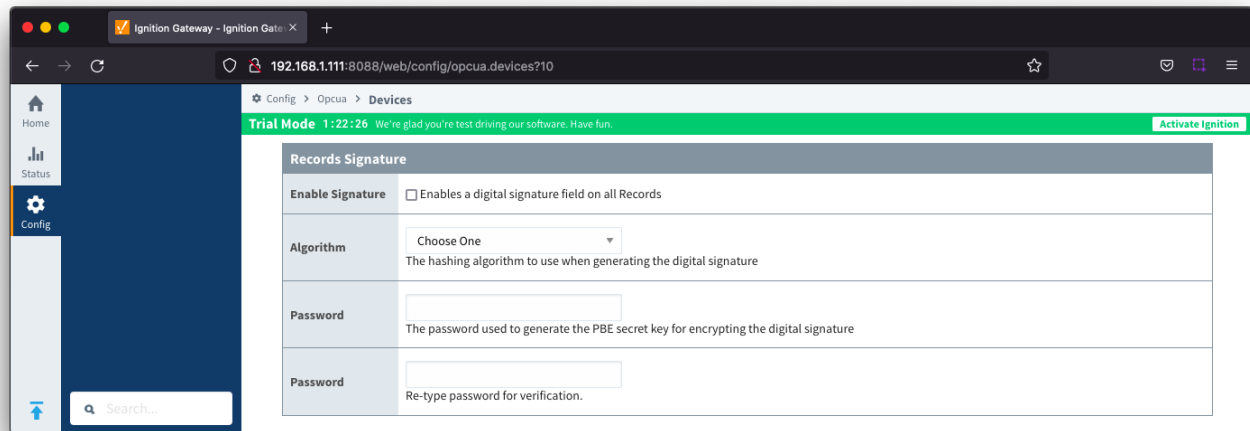 Ignition Gateway - Ignition Gate
192.168.1.111:8088/web/config/opcua.devices?10
Home
Status
Config
Config > Opcua > Devices
Trial Mode 1:22:26 We're glad you're test driving our software. Have fun.
Activate Ignition
Records Signature
Enable Signature Enables a digital signature field on all Records
Algorithm
Choose One
The hashing algorithm to use when generating the digital signature
Password
The password used to generate the PBE secret key for encrypting the digital signature
Password
Re-type password for verification.
Search...